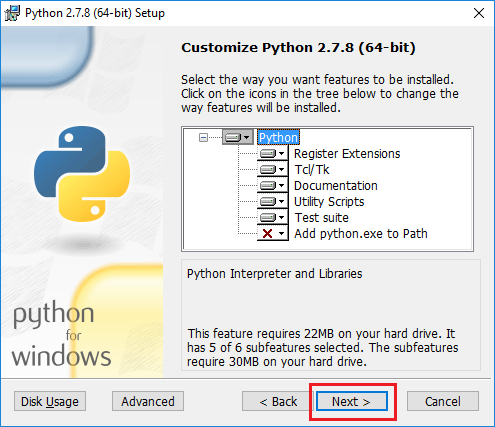 Python 2.7.8 (64-bit) Setup
Customize Python 2.7.8 (64-bit)
Select the way you want features to be installed.
Click on the icons in the tree below to change the
way features will be installed.
Python
Register Extensions
Tcl/Tk
Documentation
Utility Scripts
Test suite
Add python.exe to Path
Python Interpreter and Libraries
This feature requires 22MB on your hard drive. It
has 5 of 6 subfeatures selected. The subfeatures
require 30MB on your hard drive.
python
for
windows
Disk Usage
Advanced
< Back
Next >
Cancel